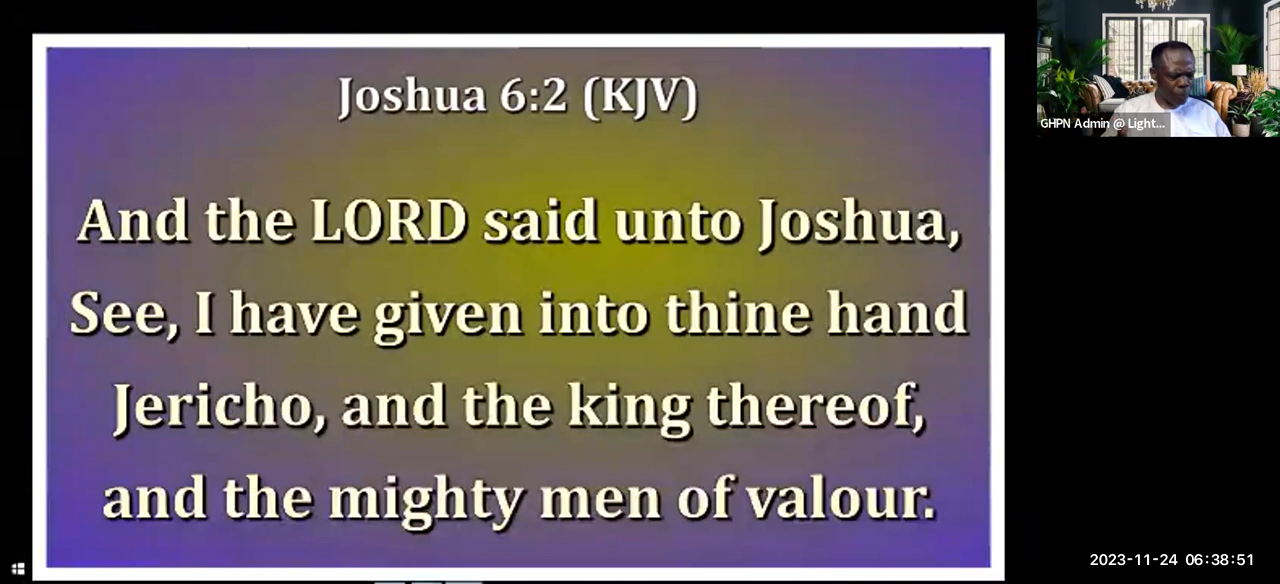 Joshua 6:2 (KJV)
And the LORD said unto Joshua,
See, I have given into thine hand
Jericho, and the king thereof,
and the mighty men of valour.
GHPN Admin @ Light...
2023-11-24 06:38:51